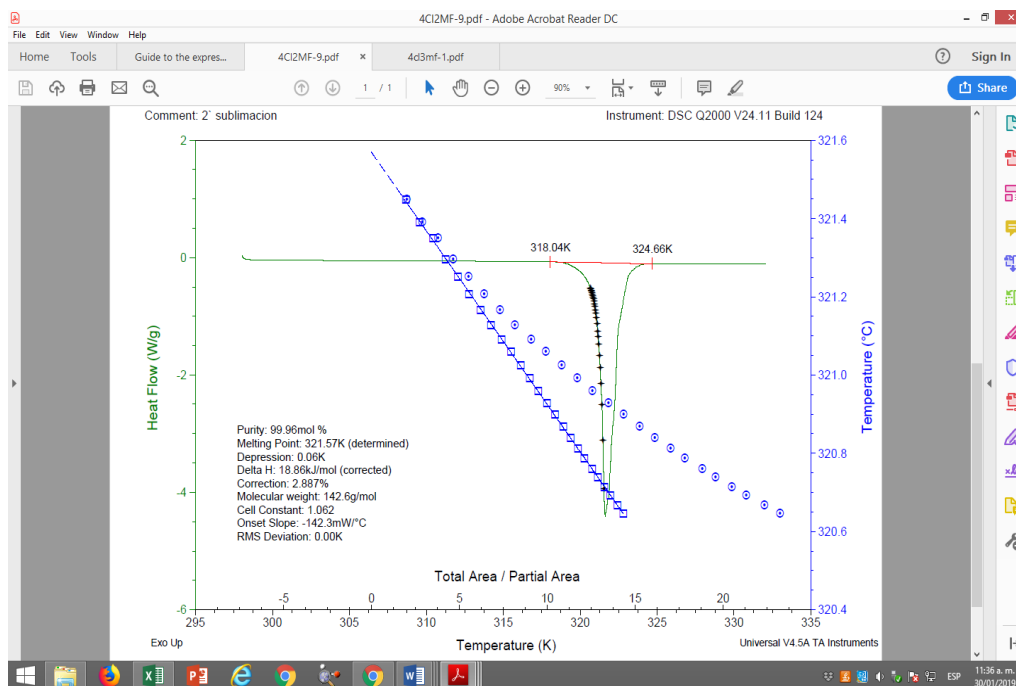 4Cl2MF-9.pdf - Adobe Acrobat Reader DC
File Edit View Window Help
Home Tools Guide to the expres... 4Cl2MF-9.pdf × 4d3mf-1.pdf Sign In
1 / 1 90% Share
Comment: 2` sublimacion Instrument: DSC Q2000 V24.11 Build 124
2 321.6
321.4
318.04K 324.66K
0
321.2
Heat Flow (W/g)
-2 321.0
Temperature (°C)
Purity: 99.96mol %
Melting Point: 321.57K (determined)
Depression: 0.06K
320.8
Delta H: 18.86kJ/mol (corrected)
Correction: 2.887%
-4
Molecular weight: 142.6g/mol
Cell Constant: 1.062
Onset Slope: -142.3mW/°C
320.6
RMS Deviation: 0.00K
Total Area / Partial Area
-5 0 5 10 15 20
-6 320.4
295 300 305 310 315 320 325 330 335
Exo Up Temperature (K) Universal V4.5A TA Instruments
ESP 11:36 a. m.
30/01/2019